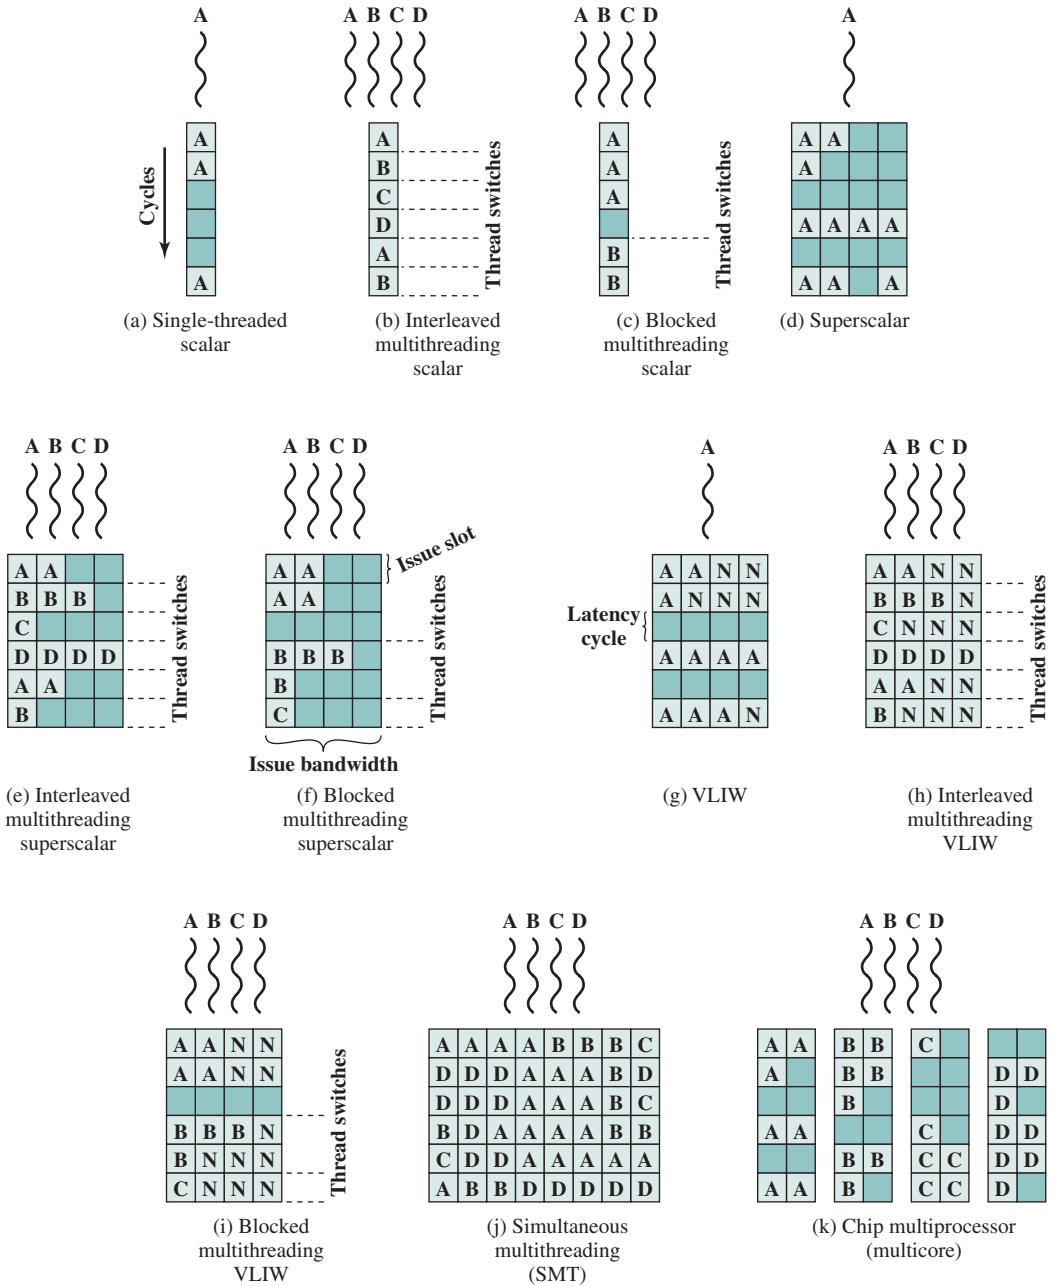 A
A B C D
A B C D
A
Cycles
A
A
A
A
B
C
D
A
B
Thread switches
A
A
A
B
B
Thread switches
A A
A
A A A A
A A A
(a) Single-threaded
scalar
(b) Interleaved
multithreading
scalar
(c) Blocked
multithreading
scalar
(d) Superscalar
A B C D
A B C D
A
A B C D
A A
B B B
C
D D D D
A A
B
Thread switches
A A
A A
B B B
B
C
Issue slot
Thread switches
Issue bandwidth
Latency
cycle
A A N N
A N N N
A A A A
A A A N
A A N N
B B B N
C N N N
D D D D
A A N N
B N N N
Thread switches
(e) Interleaved
multithreading
superscalar
(f) Blocked
multithreading
superscalar
(g) VLIW
(h) Interleaved
multithreading
VLIW
A B C D
A B C D
A B C D
A A N N
A A N N
B B B N
B N N N
C N N N
Thread switches
A A A A B B B C
D D D A A A B D
D D D A A A B C
B D A A A A B B
C D D A A A A A
A B B D D D D D
A A
A
A A
A A
B B
B B
B
B B
B
C
C
C C
C C
D D
D
D D
D D
D
(i) Blocked
multithreading
VLIW
(j) Simultaneous
multithreading
(SMT)
(k) Chip multiprocessor
(multicore)